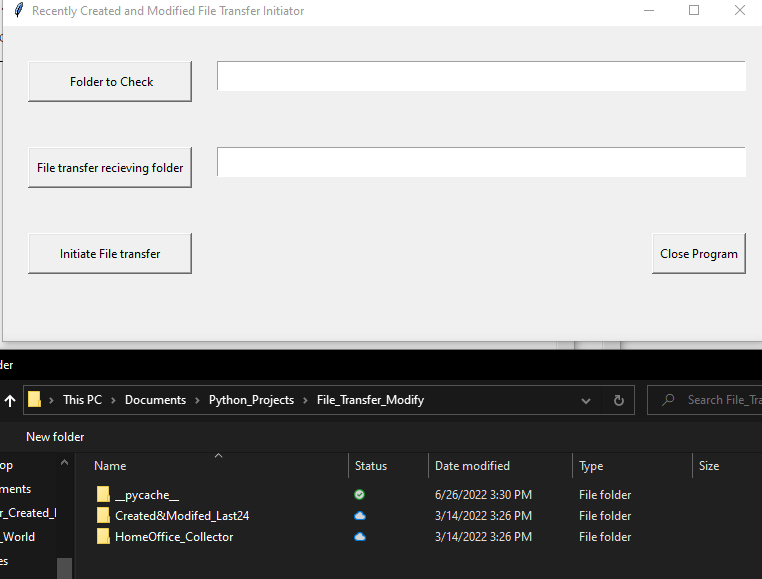 Recently Created and Modified File Transfer Initiator
Folder to Check
File transfer recieving folder
Initiate File transfer
Close Program
der
This PC > Documents > Python_Projects > File_Transfer_Modify
Search File_Tra
New folder
op
ments
r_Created_I
_World
es
Name Status Date modified Type Size
__pycache__ 6/26/2022 3:30 PM File folder
Created&Modifed_Last24 3/14/2022 3:26 PM File folder
HomeOffice_Collector 3/14/2022 3:26 PM File folder